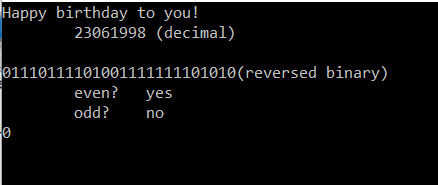 Happy birthday to you!
23061998 (decimal)
01110111101001111111101010(reversed binary)
even? yes
odd? no
0